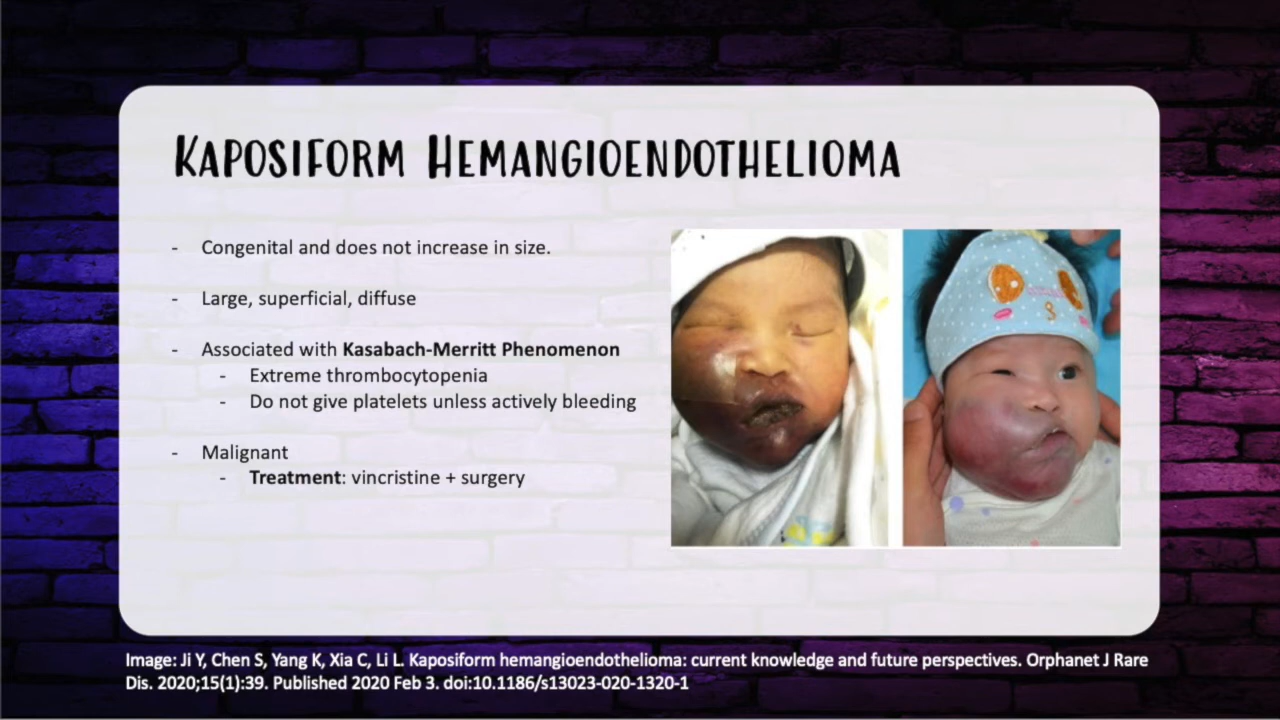 KAPOSIFORM HEMANGIOENDOTHELIOMA
- Congenital and does not increase in size.
- Large, superficial, diffuse
- Associated with Kasabach-Merritt Phenomenon
- Extreme thrombocytopenia
- Do not give platelets unless actively bleeding
- Malignant
- Treatment: vincristine + surgery
Image: Ji Y, Chen S, Yang K, Xia C, Li L. Kaposiform hemangioendothelioma: current knowledge and future perspectives. Orphanet J Rare
Dis. 2020;15(1):39. Published 2020 Feb 3. doi:10.1186/s13023-020-1320-1